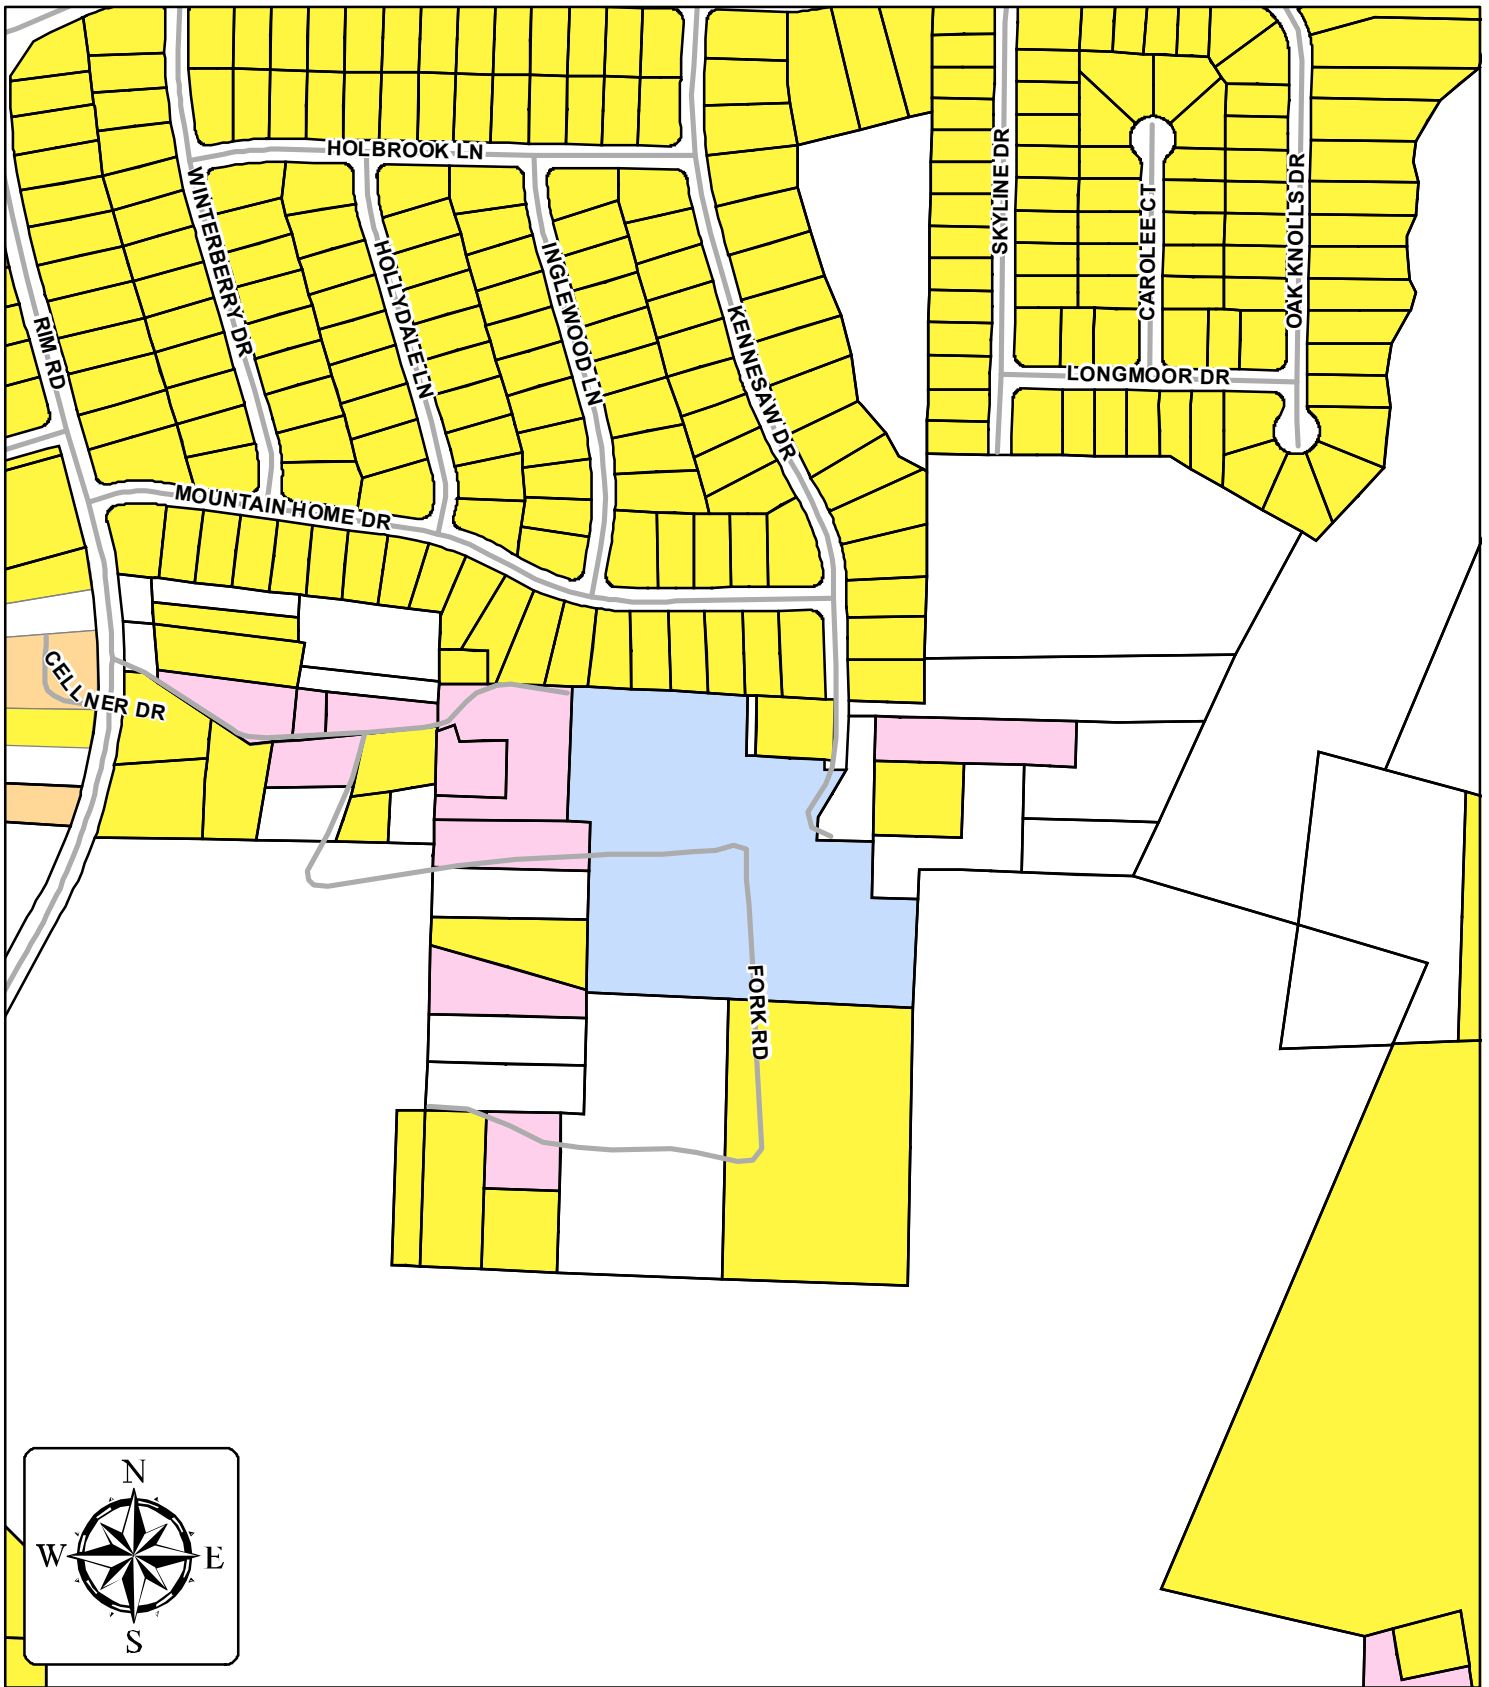 HOLBROOK LN
SKYLINE DR
CAROLEE CT
OAK KNOLLS DR
WINTERBERRY DR
HOLLYDALE LN
INGLEWOOD LN
KENNESAW DR
RIM RD
LONGMOOR DR
MOUNTAIN HOME DR
CELLNER DR
FORK RD
N
W
E
S